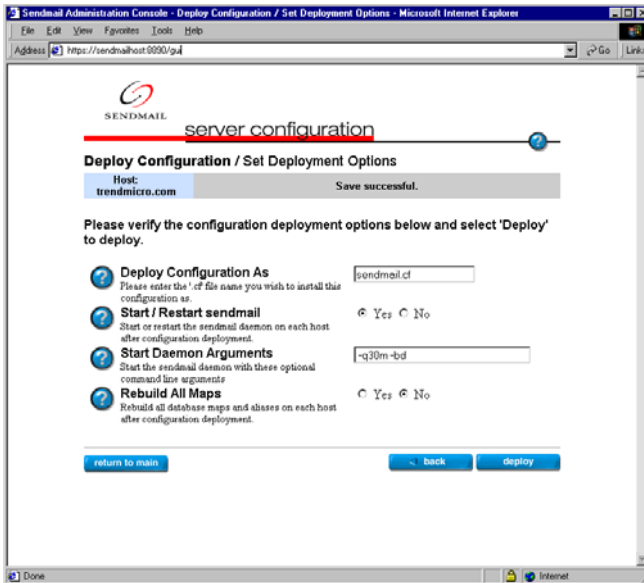 Sendmail Administration Console - Deploy Configuration / Set Deployment Options - Microsoft Internet Explorer
File Edit View Favorites Tools Help
Address https://sendmailhost:8890/gui Go Links
SENDMAIL
server configuration
Deploy Configuration / Set Deployment Options
Host:
trendmicro.com
Save successful.
Please verify the configuration deployment options below and select 'Deploy'
to deploy.
Deploy Configuration As
sendmail.cf
Please enter the '.cf' file name you wish to install this
configuration as.
Start / Restart sendmail
Yes No
Start or restart the sendmail daemon on each host
after configuration deployment.
Start Daemon Arguments
-q30m -bd
Start the sendmail daemon with these optional
command line arguments
Rebuild All Maps
Yes No
Rebuild all database maps and aliases on each host
after configuration deployment.
return to main back deploy
Done Internet